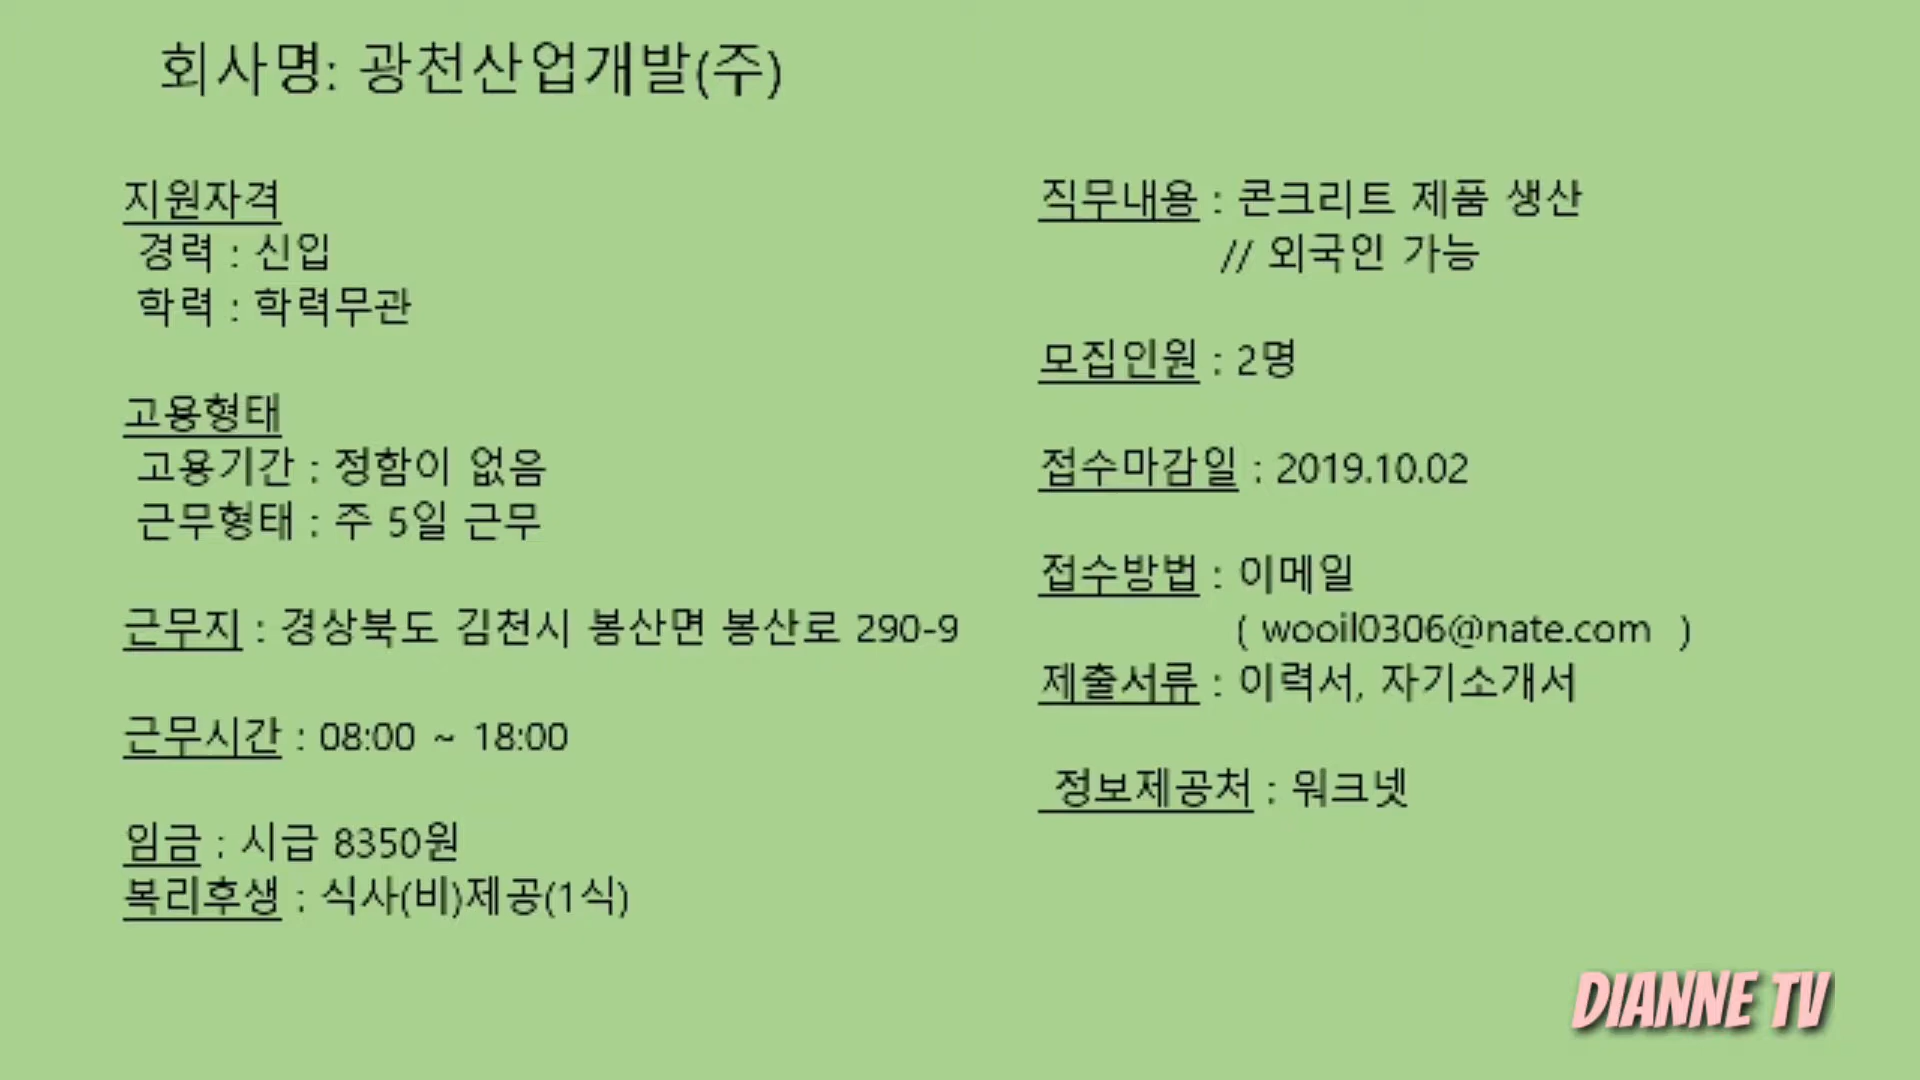 회사명: 광천산업개발(주)
지원자격
경력 : 신입
학력 : 학력무관
고용형태
고용기간 : 정함이 없음
근무형태 : 주 5일 근무
근무지 : 경상북도 김천시 봉산면 봉산로 290-9
근무시간 : 08:00 ~ 18:00
임금 : 시급 8350원
복리후생 : 식사(비)제공(1식)
직무내용 : 콘크리트 제품 생산
// 외국인 가능
모집인원 : 2명
접수마감일 : 2019.10.02
접수방법 : 이메일
( wooil0306@nate.com )
제출서류 : 이력서, 자기소개서
정보제공처 : 워크넷
DIANNE TV